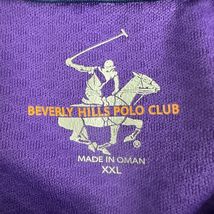 BEVERLY HILLS POLO CLUB
MADE IN OMAN
XXL